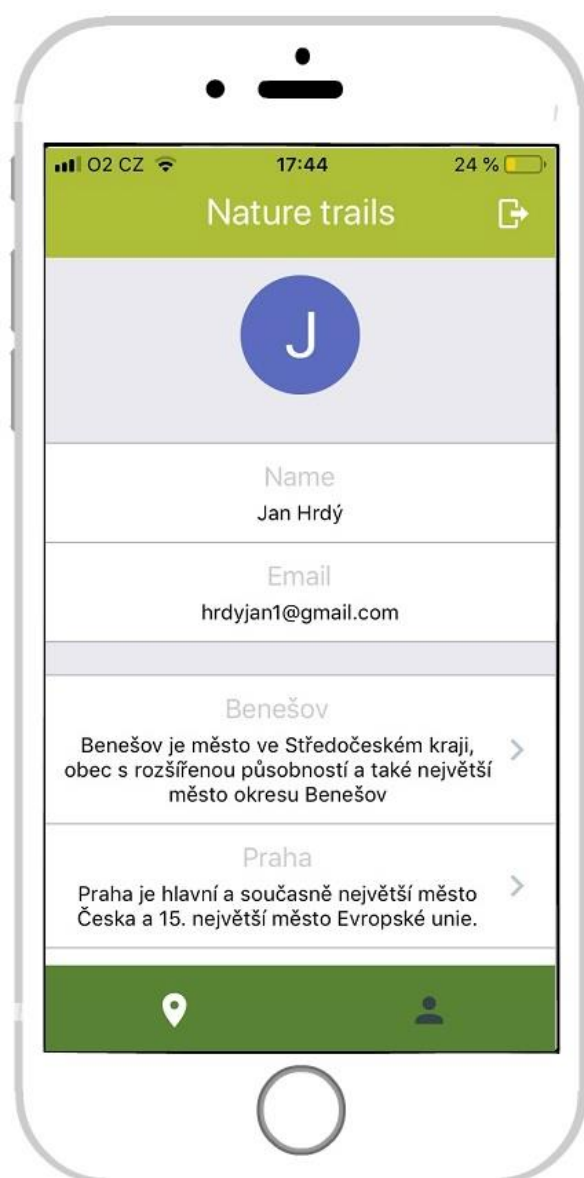 O2 CZ 17:44 24 %
Nature trails
J
Name
Jan Hrdý
Email
hrdyjan1@gmail.com
Benešov
Benešov je město ve Středočeském kraji,
obec s rozšířenou působností a také největší
město okresu Benešov
Praha
Praha je hlavní a současně největší město
Česka a 15. největší město Evropské unie.